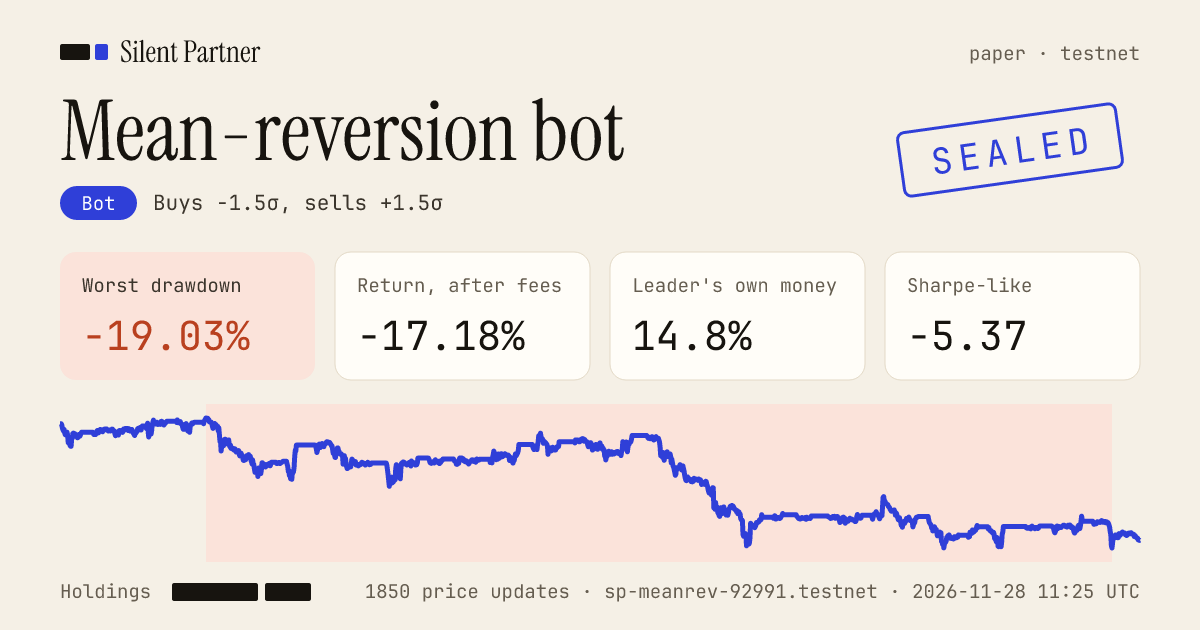 Silent Partner
paper · testnet
Mean-reversion bot
SEALED
Bot
Buys -1.5σ, sells +1.5σ
Worst drawdown
-19.03%
Return, after fees
-17.18%
Leader's own money
14.8%
Sharpe-like
-5.37
Holdings
1850 price updates · sp-meanrev-92991.testnet · 2026-11-28 11:25 UTC